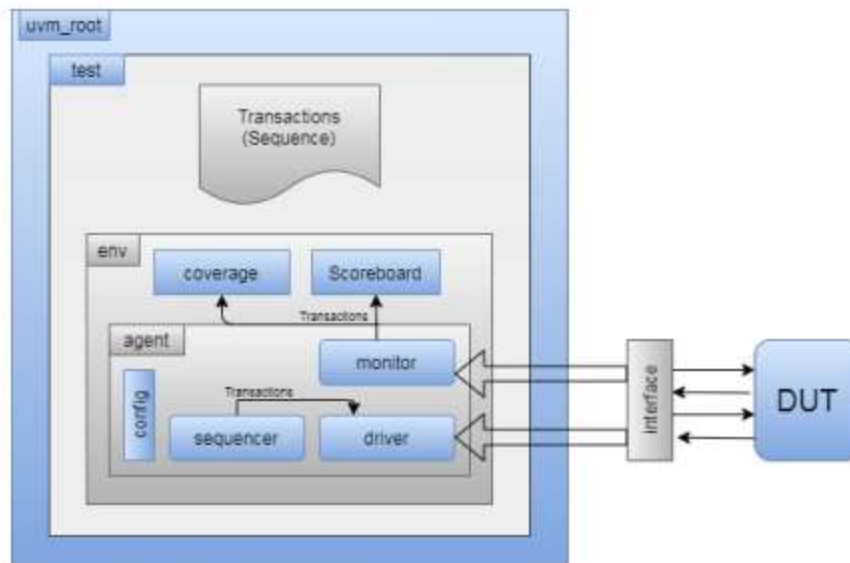 uvm_root
test
Transactions
(Sequence)
env
coverage
Scoreboard
Transactions
agent
monitor
config
Transactions
sequencer
driver
interface
DUT